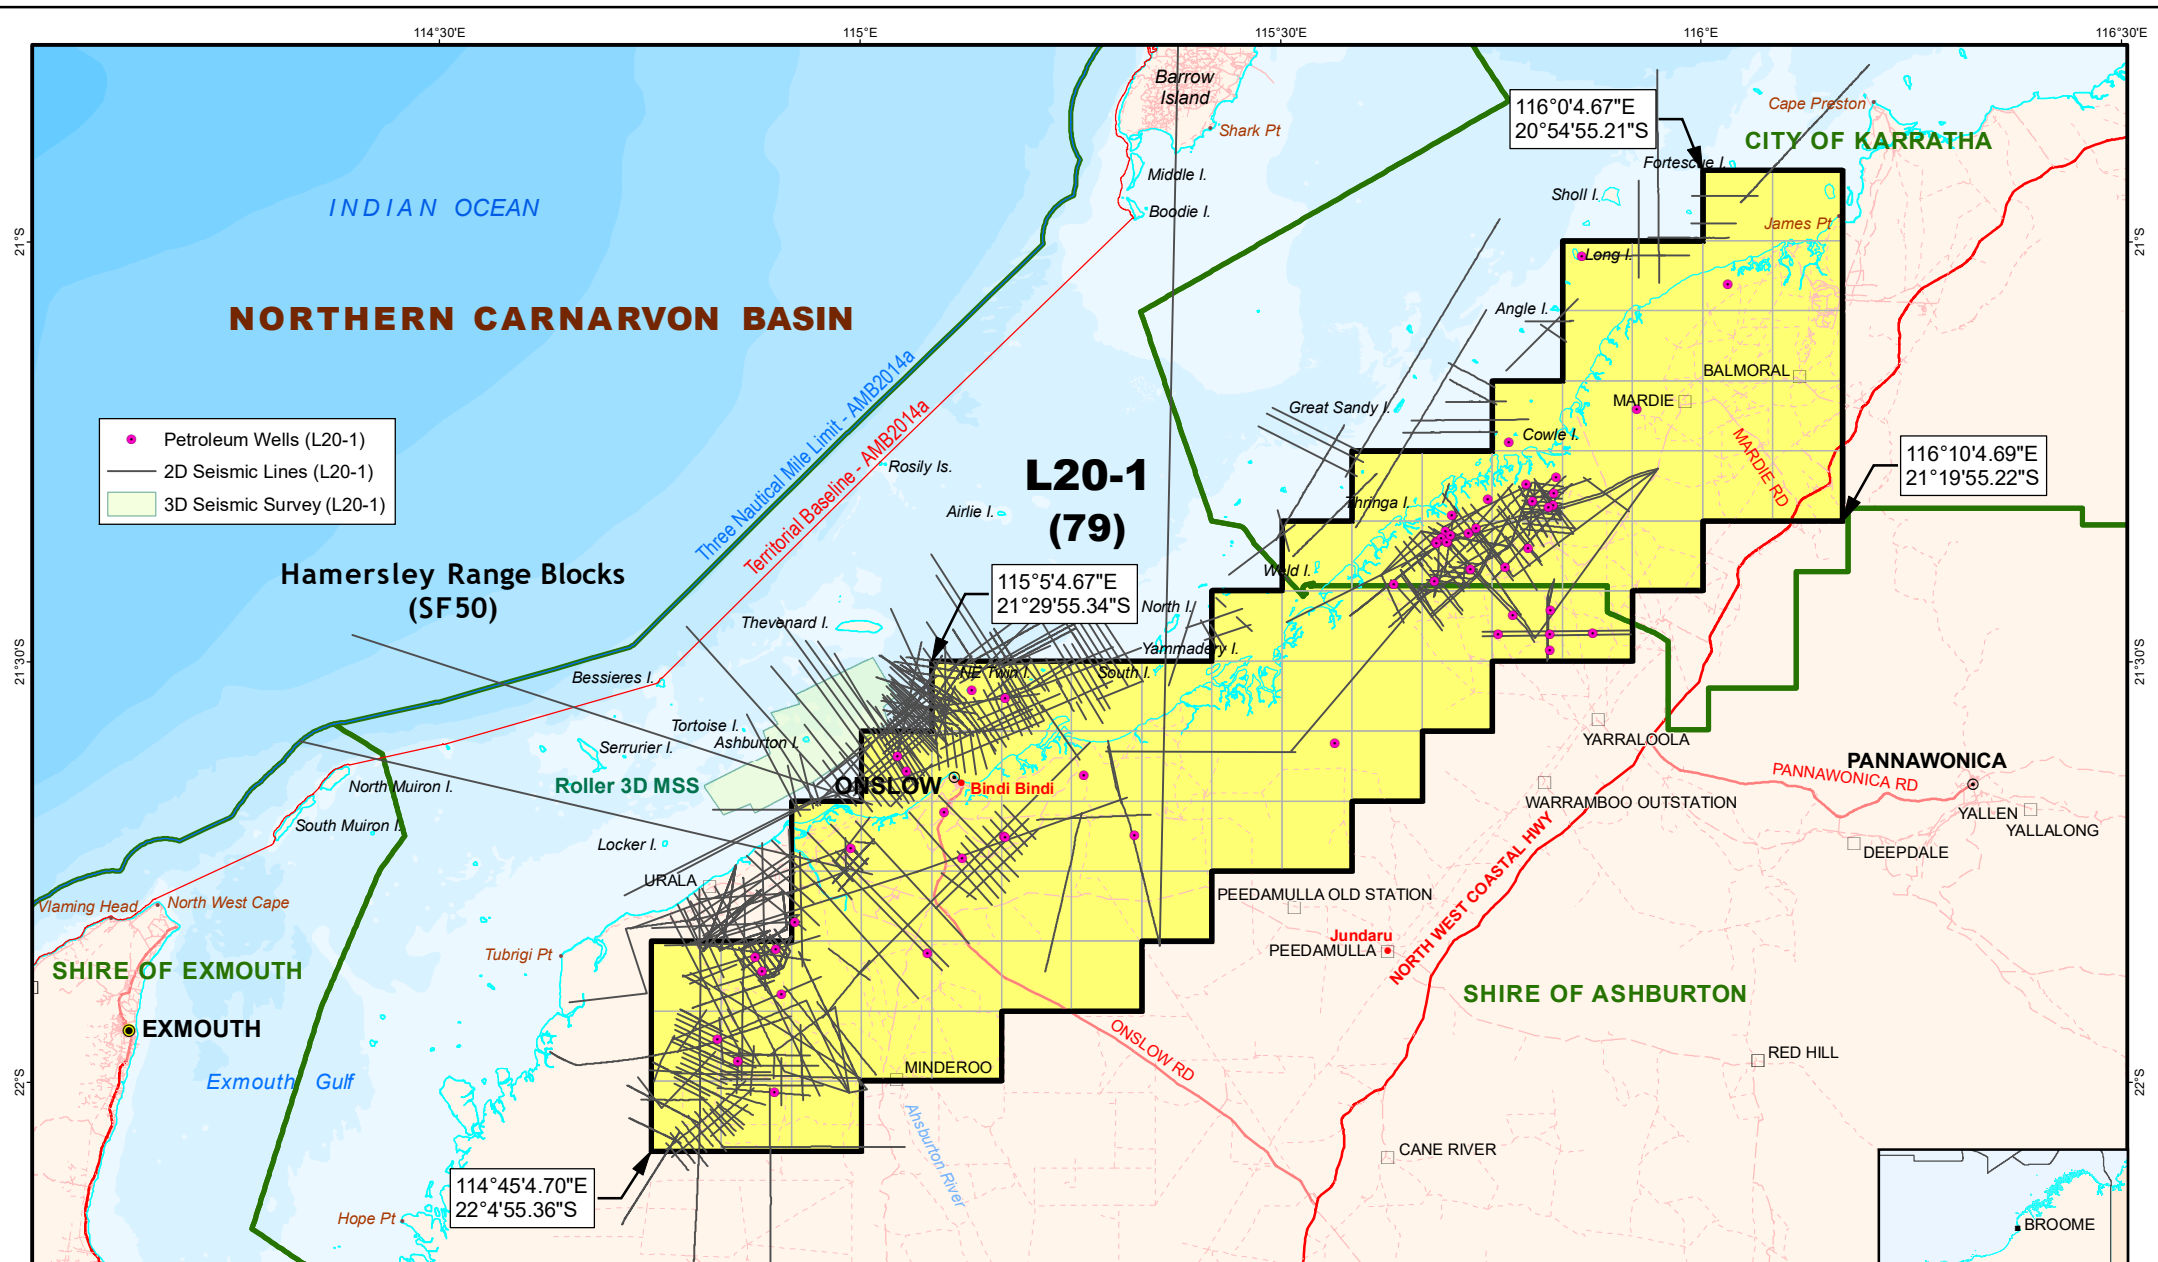 114°30'E
115°E
115°30'E
116°E
116°30'E
Barrow
Island
Shark Pt
Middle I.
Boodie I.
INDIAN OCEAN
116°0'4.67"E
20°54'55.21"S
Cape Preston
CITY OF KARRATHA
Fortescue I.
Sholl I.
James Pt
21°S
21°S
Long I.
NORTHERN CARNARVON BASIN
Angle I.
Three Nautical Mile Limit - AMB2014a
Territorial Baseline - AMB2014a
BALMORAL
MARDIE
Great Sandy I.
Cowle I.
MARDIE RD
Petroleum Wells (L20-1)
2D Seismic Lines (L20-1)
3D Seismic Survey (L20-1)
Rosily Is.
L20-1
(79)
116°10'4.69"E
21°19'55.22"S
Airlie I.
Thringa I.
Hamersley Range Blocks
(SF50)
Weld I.
115°5'4.67"E
21°29'55.34"S
North I.
Thevenard I.
Yammadery I.
21°30'S
21°30'S
Bessieres I.
NE Twin I.
South I.
Tortoise I.
Ashburton I.
Serrurier I.
YARRALOOLA
PANNAWONICA
PANNAWONICA RD
Roller 3D MSS
North Muiron I.
ONSLOW
Bindi Bindi
WARRAMBOO OUTSTATION
YALLEN
YALLALONG
South Muiron I.
Locker I.
DEEPDALE
URALA
PEEDAMULLA OLD STATION
NORTH WEST COASTAL HWY
Vlaming Head
North West Cape
Jundaru
PEEDAMULLA
Tubrigi Pt
SHIRE OF EXMOUTH
SHIRE OF ASHBURTON
EXMOUTH
ONSLOW RD
RED HILL
MINDEROO
Exmouth Gulf
22°S
22°S
Ahsburton River
CANE RIVER
114°45'4.70"E
22°4'55.36"S
Hope Pt
BROOME